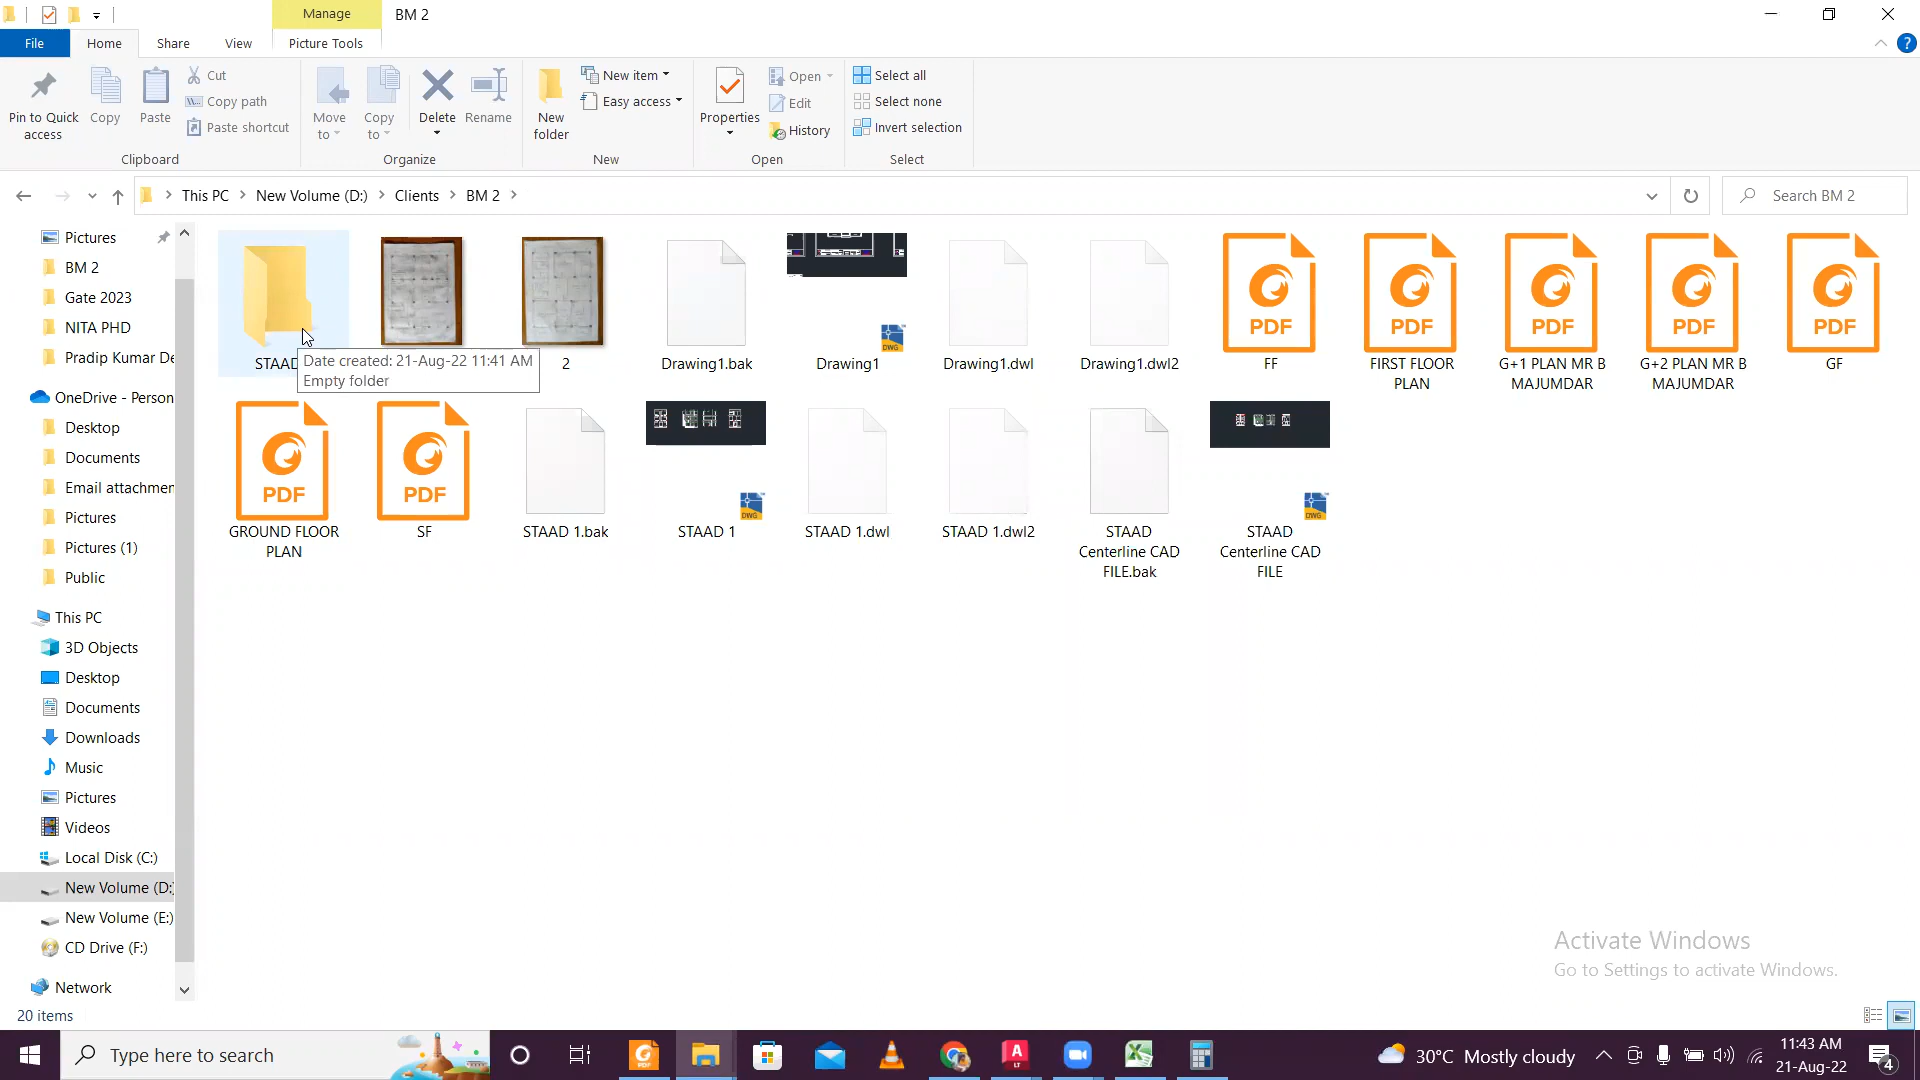 Manage
BM 2
File
Home
Share
View
Picture Tools
Pin to Quick access
Copy
Paste
Cut
Copy path
Paste shortcut
Clipboard
Move to
Copy to
Delete
Rename
Organize
New folder
New item
Easy access
New
Properties
Open
Edit
History
Open
Select all
Select none
Invert selection
Select
This PC > New Volume (D:) > Clients > BM 2 >
Search BM 2
Pictures
BM 2
Gate 2023
NITA PHD
Pradip Kumar De
OneDrive - Person
Desktop
Documents
Email attachmen
Pictures
Pictures (1)
Public
This PC
3D Objects
Desktop
Documents
Downloads
Music
Pictures
Videos
Local Disk (C:)
New Volume (D:)
New Volume (E:)
CD Drive (F:)
Network
STAAD
Date created: 21-Aug-22 11:41 AM
Empty folder
2
Drawing1.bak
DWG
Drawing1
Drawing1.dwl
Drawing1.dwl2
PDF
FF
PDF
FIRST FLOOR
PLAN
PDF
G+1 PLAN MR B
MAJUMDAR
PDF
G+2 PLAN MR B
MAJUMDAR
PDF
GF
PDF
GROUND FLOOR
PLAN
PDF
SF
STAAD 1.bak
DWG
STAAD 1
STAAD 1.dwl
STAAD 1.dwl2
STAAD
Centerline CAD
FILE.bak
DWG
STAAD
Centerline CAD
FILE
Activate Windows
Go to Settings to activate Windows.
20 items
Type here to search
PDF
30°C Mostly cloudy
11:43 AM
21-Aug-22
4